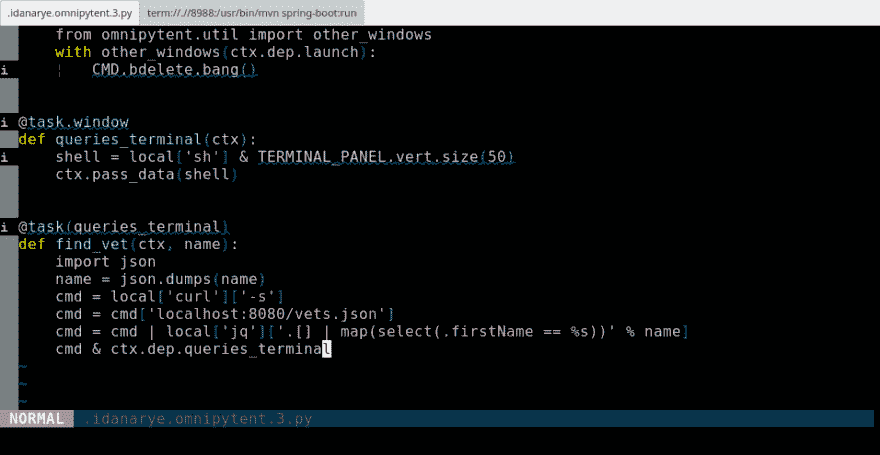 .idanarye.omnipytent.3.py term://.//8988:/usr/bin/mvn spring-boot:run
from omnipytent.util import other_windows
with other_windows(ctx.dep.launch):
i ¦ CMD.bdelete.bang()
i @task.window
def queries_terminal(ctx):
i shell = local['sh'] & TERMINAL_PANEL.vert.size(50)
ctx.pass_data(shell)
i @task(queries_terminal)
def find_vet(ctx, name):
import json
name = json.dumps(name)
cmd = local['curl']['-s']
cmd = cmd['localhost:8080/vets.json']
cmd = cmd | local['jq']['.[] | map(select(.firstName == %s))' % name]
cmd & ctx.dep.queries_terminal
~
~
~
NORMAL .idanarye.omnipytent.3.py